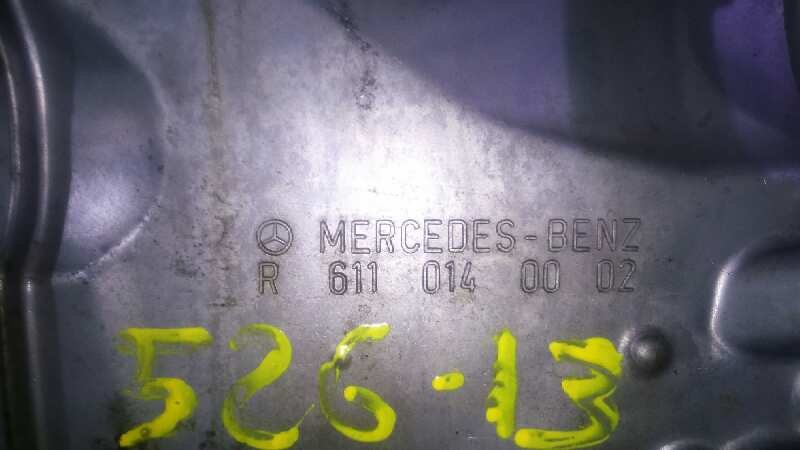 MERCEDES-BENZ
R 611 014 00 02
526-13